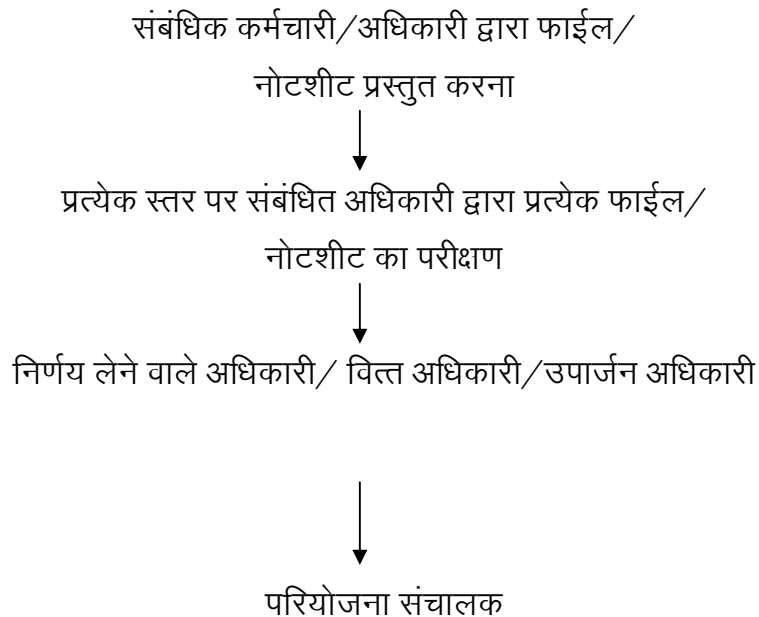 संबंधिक कर्मचारी/अधिकारी द्वारा फाईल/
नोटशीट प्रस्तुत करना
प्रत्येक स्तर पर संबंधित अधिकारी द्वारा प्रत्येक फाईल/
नोटशीट का परीक्षण
निर्णय लेने वाले अधिकारी/ वित्त अधिकारी/उपार्जन अधिकारी
परियोजना संचालक